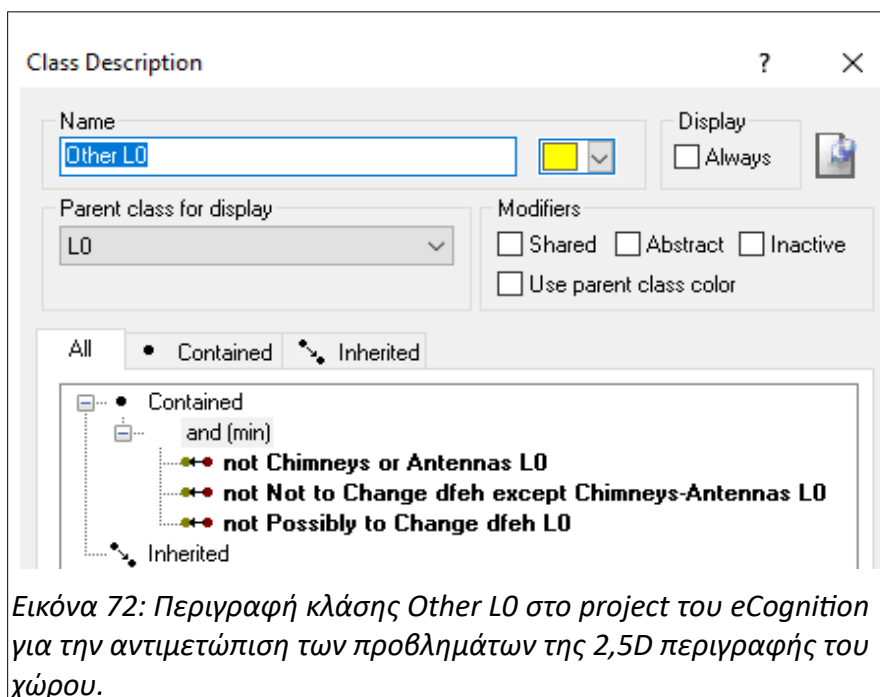 Class Description ?
Name
Other L0
Display
Always
Parent class for display
L0
Modifiers
Shared Abstract Inactive
Use parent class color
All Contained Inherited
Contained
and (min)
not Chimneys or Antennas L0
not Not to Change dfeh except Chimneys-Antennas L0
not Possibly to Change dfeh L0
Inherited
Εικόνα 72: Περιγραφή κλάσης Other L0 στο project του eCognition
για την αντιμετώπιση των προβλημάτων της 2,5D περιγραφής του
χώρου.